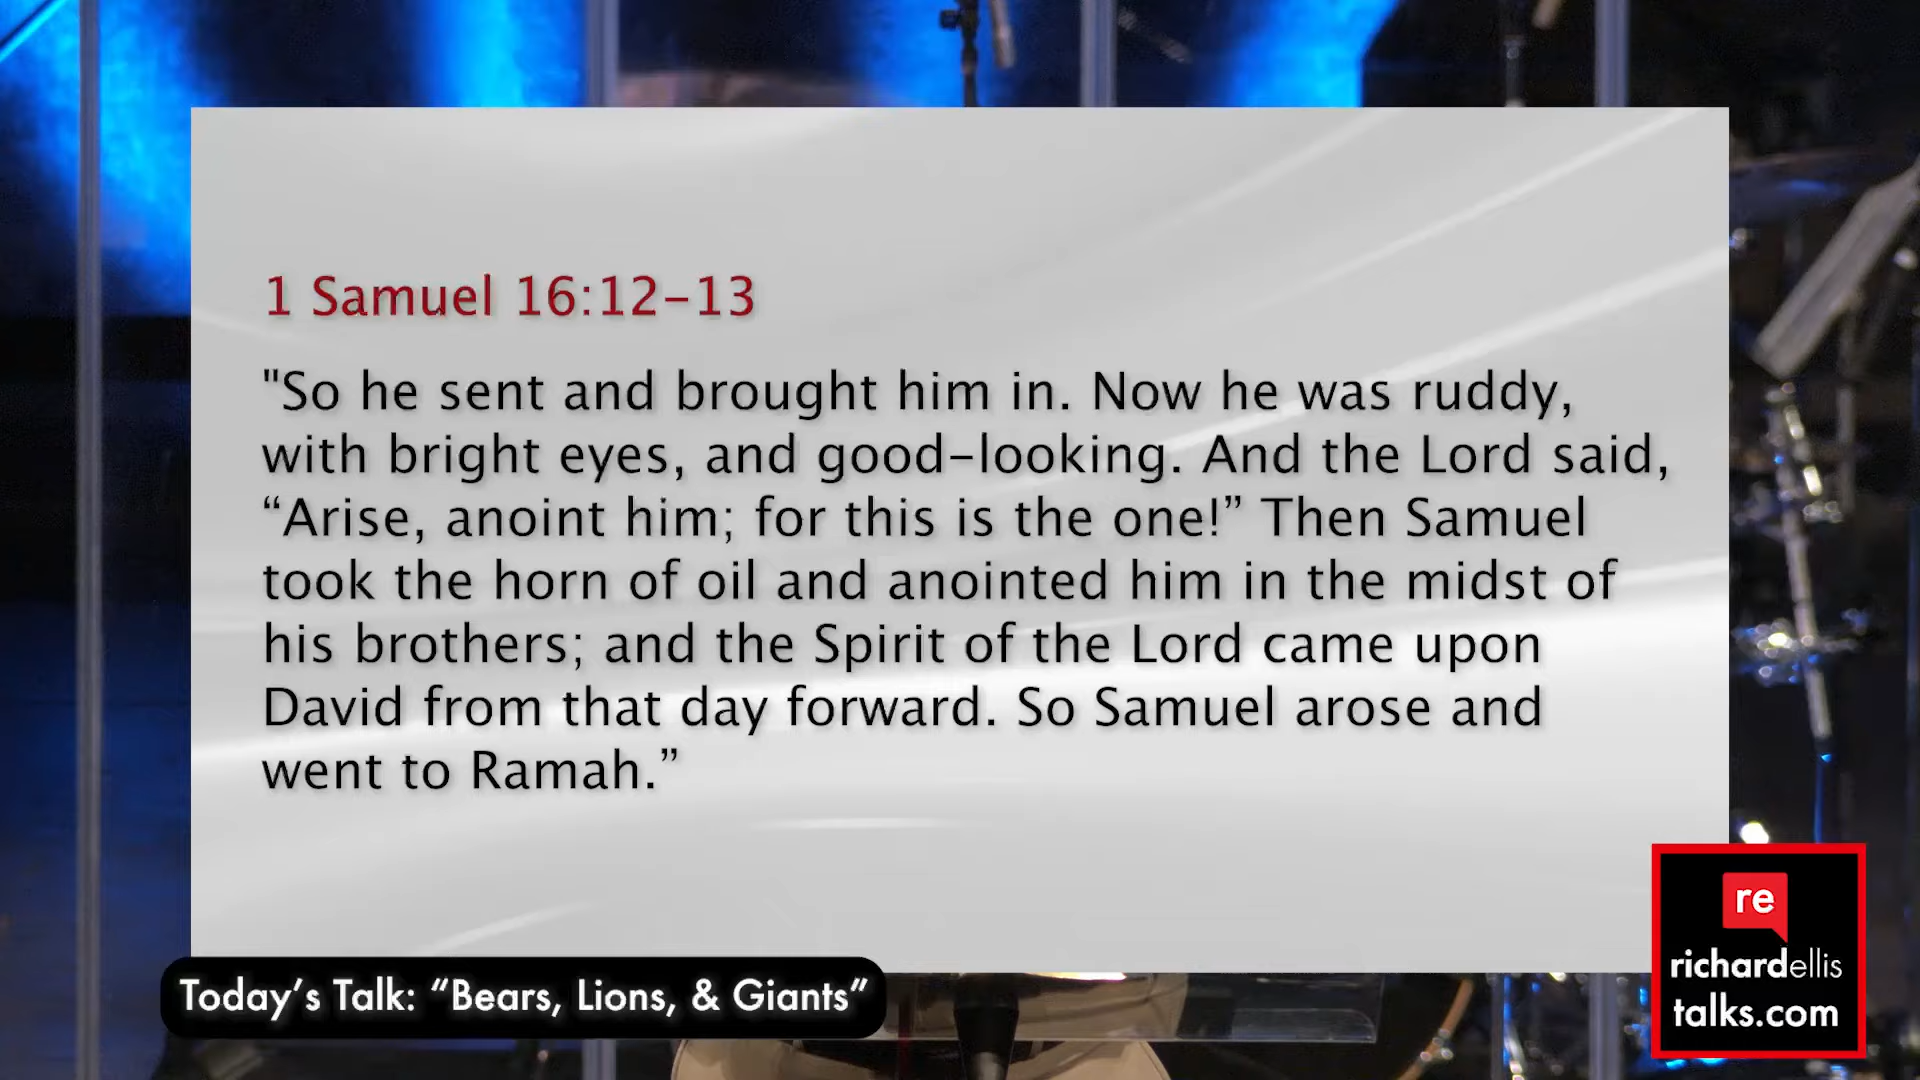 1 Samuel 16:12-13
"So he sent and brought him in. Now he was ruddy,
with bright eyes, and good-looking. And the Lord said,
“Arise, anoint him; for this is the one!” Then Samuel
took the horn of oil and anointed him in the midst of
his brothers; and the Spirit of the Lord came upon
David from that day forward. So Samuel arose and
went to Ramah.”
Today’s Talk: “Bears, Lions, & Giants”
re
richardellis
talks.com